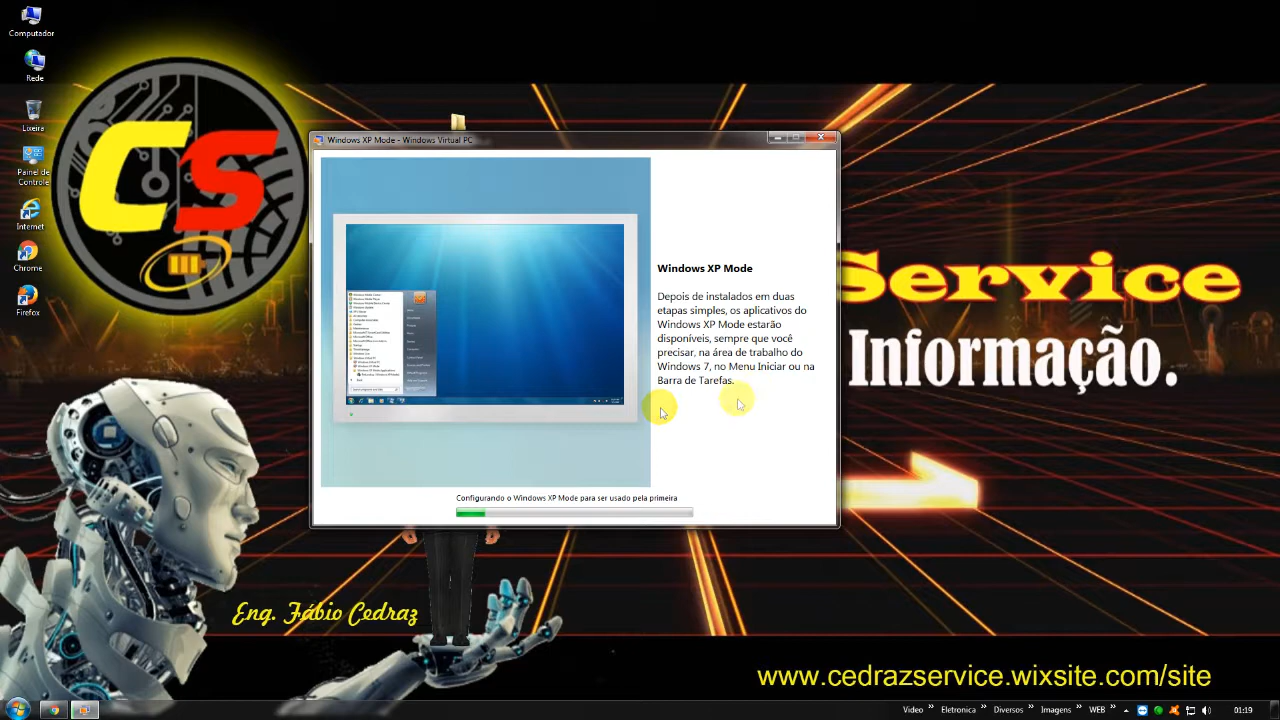 Computador
Rede
Lixeira
Painel de
Controle
Internet
Chrome
Firefox
CS
Windows XP Mode - Windows Virtual PC
Windows XP Mode
Depois de instalados em duas
etapas simples, os aplicativos do
Windows XP Mode estarão
disponíveis, sempre que você
precisar, na área de trabalho do
Windows 7, no Menu Iniciar ou na
Barra de Tarefas.
Configurando o Windows XP Mode para ser usado pela primeira
Service
Informação.
Eng. Fábio Cedraz
www.cedrazservice.wixsite.com/site
Video » Eletronica » Diversos » Imagens » WEB » 01:19